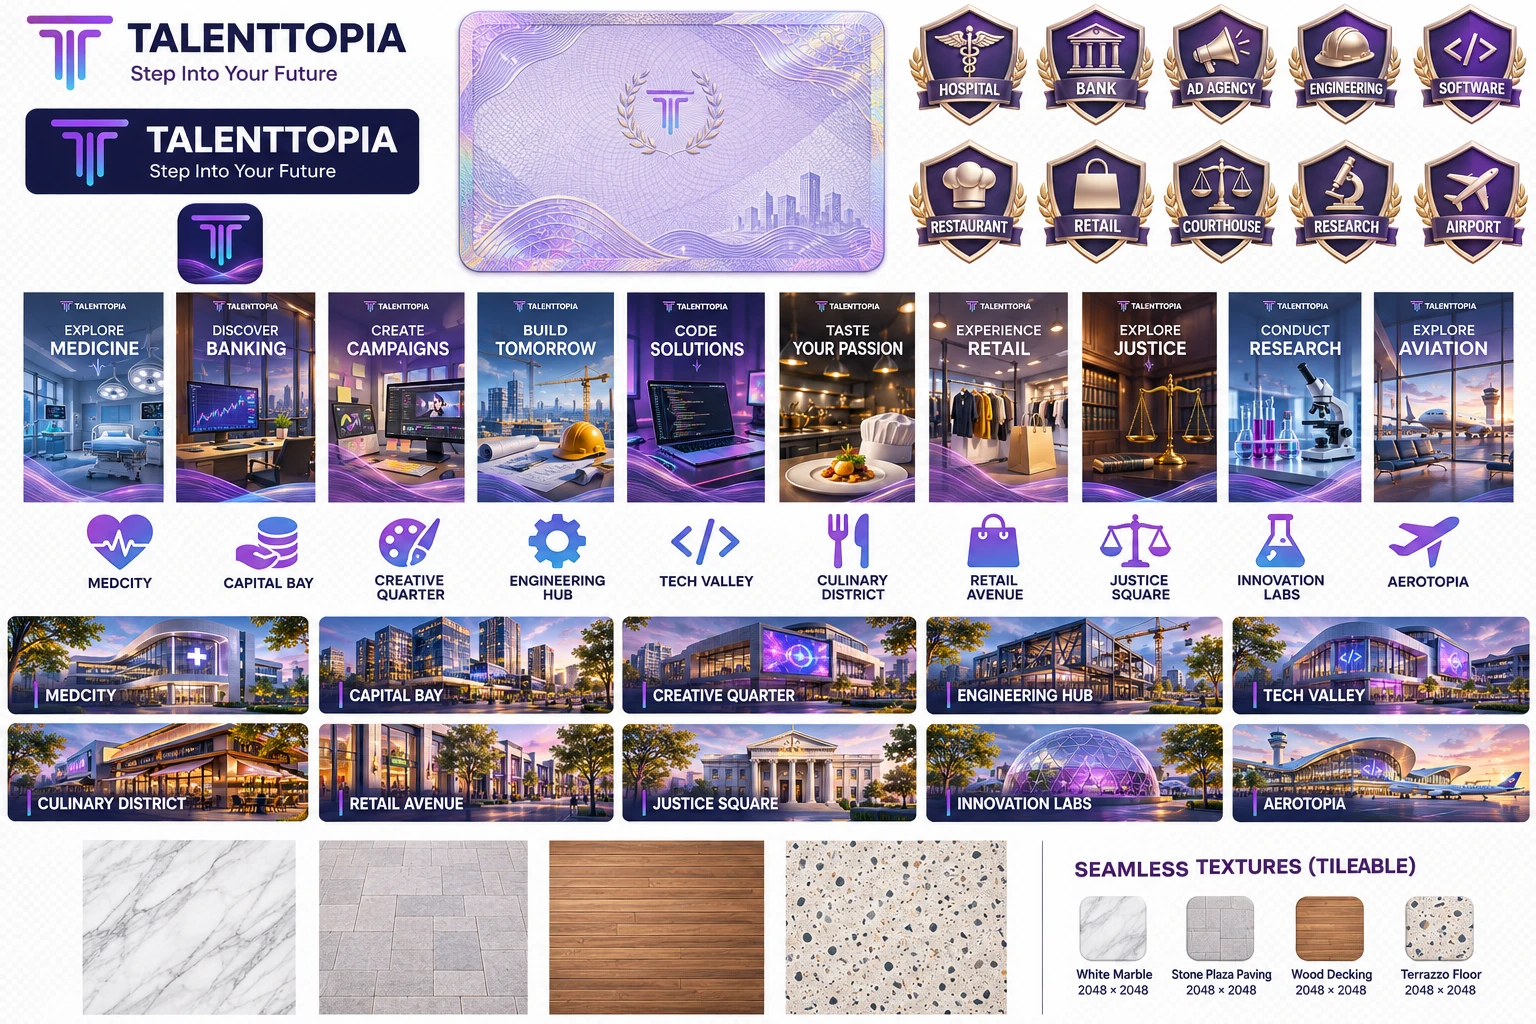 TALENTTOPIA
Step Into Your Future
TALENTTOPIA
Step Into Your Future
HOSPITAL
BANK
AD AGENCY
ENGINEERING
SOFTWARE
RESTAURANT
RETAIL
COURTHOUSE
RESEARCH
AIRPORT
TALENTTOPIA
EXPLORE
MEDICINE
TALENTTOPIA
DISCOVER
BANKING
TALENTTOPIA
CREATE
CAMPAIGNS
TALENTTOPIA
BUILD
TOMORROW
TALENTTOPIA
CODE
SOLUTIONS
TALENTTOPIA
TASTE
YOUR PASSION
TALENTTOPIA
EXPERIENCE
RETAIL
TALENTTOPIA
EXPLORE
JUSTICE
TALENTTOPIA
CONDUCT
RESEARCH
TALENTTOPIA
EXPLORE
AVIATION
</>
MEDCITY
CAPITAL BAY
CREATIVE
QUARTER
ENGINEERING
HUB
TECH VALLEY
CULINARY
DISTRICT
RETAIL
AVENUE
JUSTICE
SQUARE
INNOVATION
LABS
AEROTOPIA
MEDCITY
CAPITAL BAY
CREATIVE QUARTER
ENGINEERING HUB
TECH VALLEY
CULINARY DISTRICT
RETAIL AVENUE
JUSTICE SQUARE
INNOVATION LABS
AEROTOPIA
SEAMLESS TEXTURES (TILEABLE)
White Marble
2048 × 2048
Stone Plaza Paving
2048 × 2048
Wood Decking
2048 × 2048
Terrazzo Floor
2048 × 2048